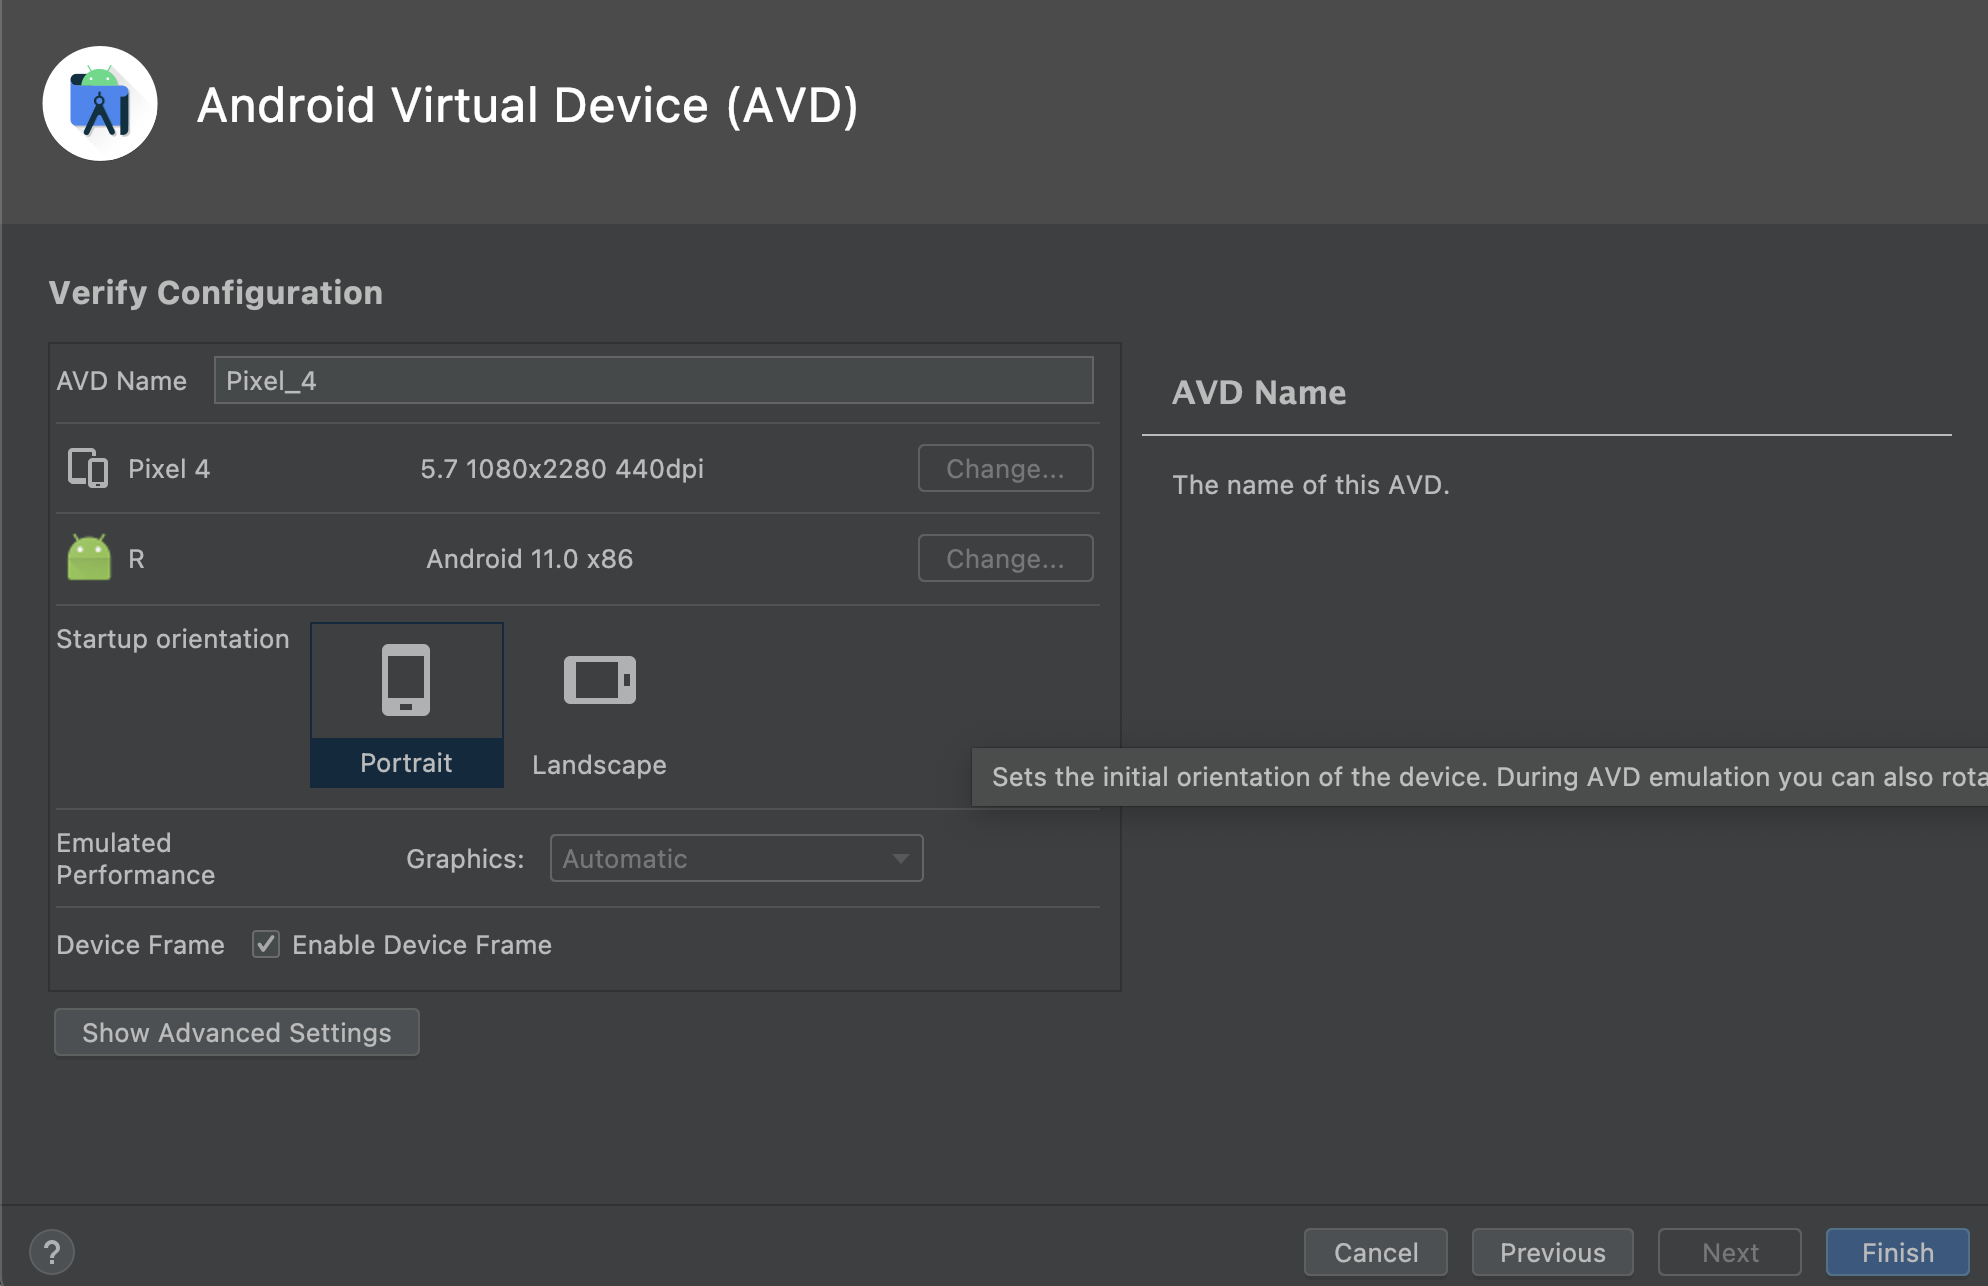 Android Virtual Device (AVD)
Verify Configuration
AVD Name Pixel_4
Pixel 4 5.7 1080x2280 440dpi Change...
R Android 11.0 x86 Change...
Startup orientation
Portrait
Landscape
Emulated
Performance
Graphics: Automatic
Device Frame Enable Device Frame
Show Advanced Settings
AVD Name
The name of this AVD.
Sets the initial orientation of the device. During AVD emulation you can also rota
? Cancel Previous Next Finish